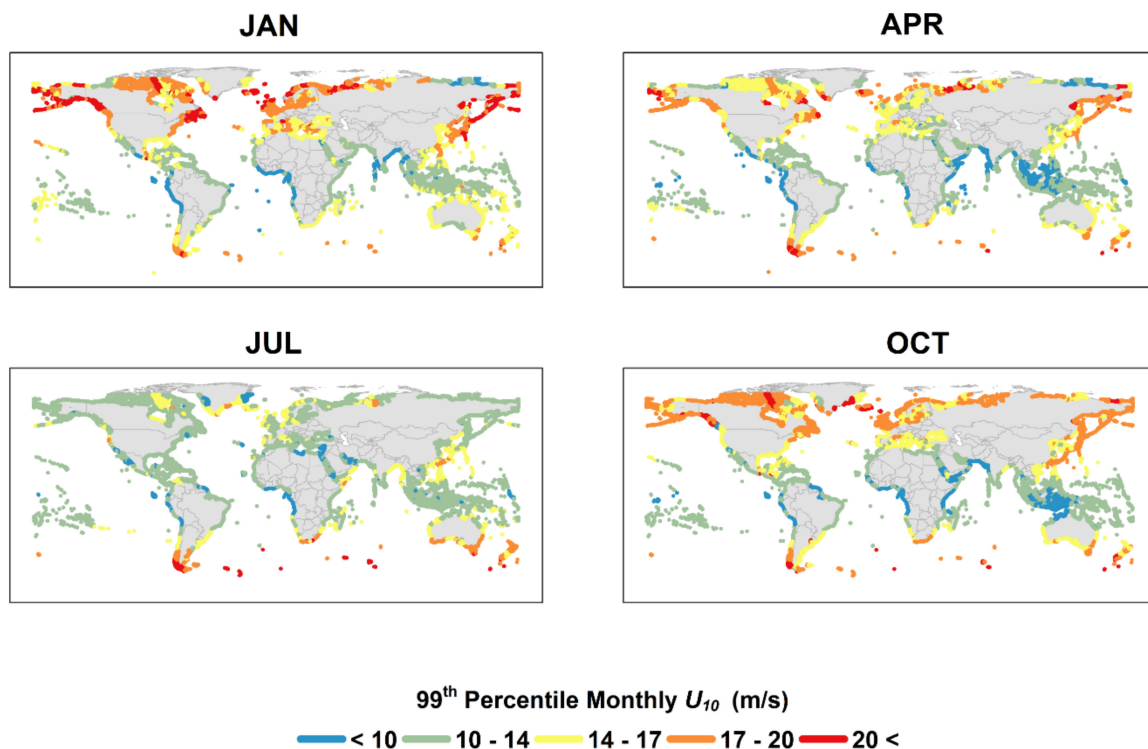 JAN
APR
JUL
OCT
99th Percentile Monthly U10 (m/s)
< 10
10 - 14
14 - 17
17 - 20
20 <